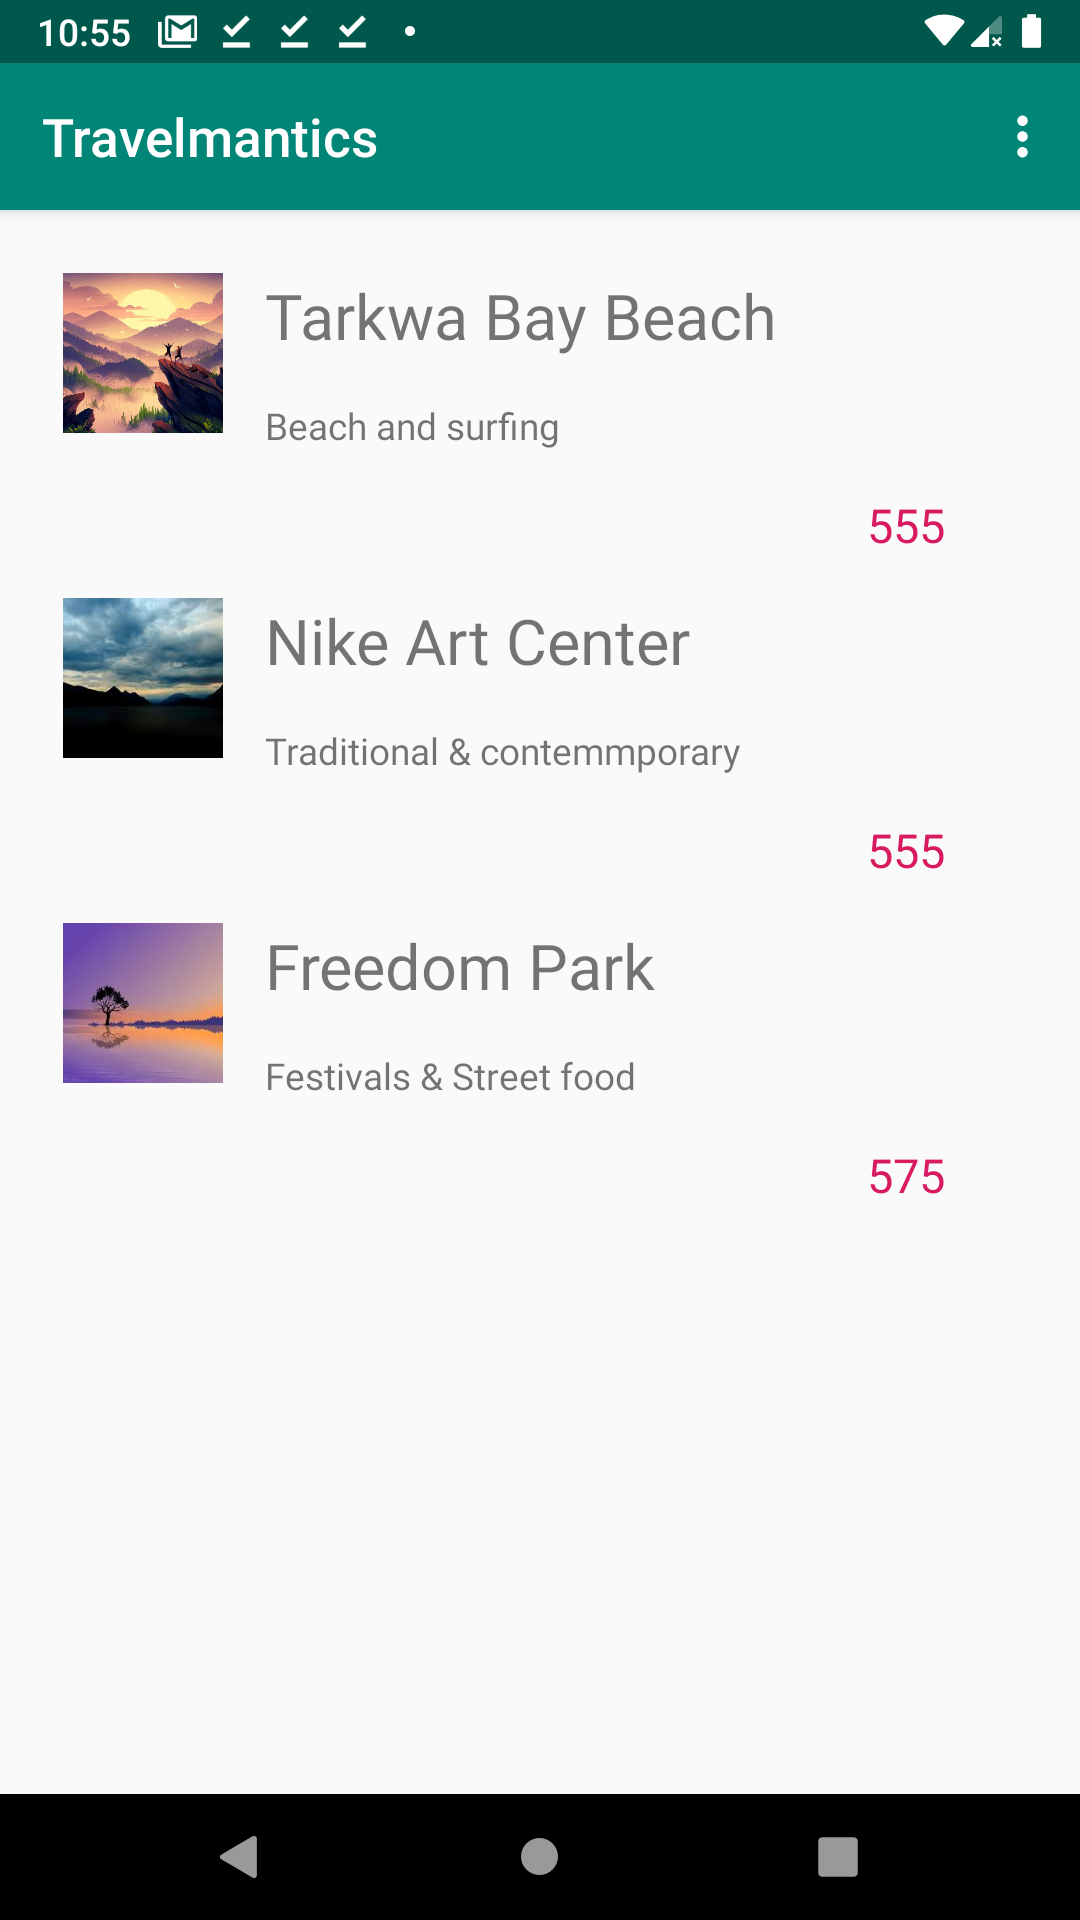 10:55
Travelmantics
Tarkwa Bay Beach
Beach and surfing
555
Nike Art Center
Traditional & contemmporary
555
Freedom Park
Festivals & Street food
575